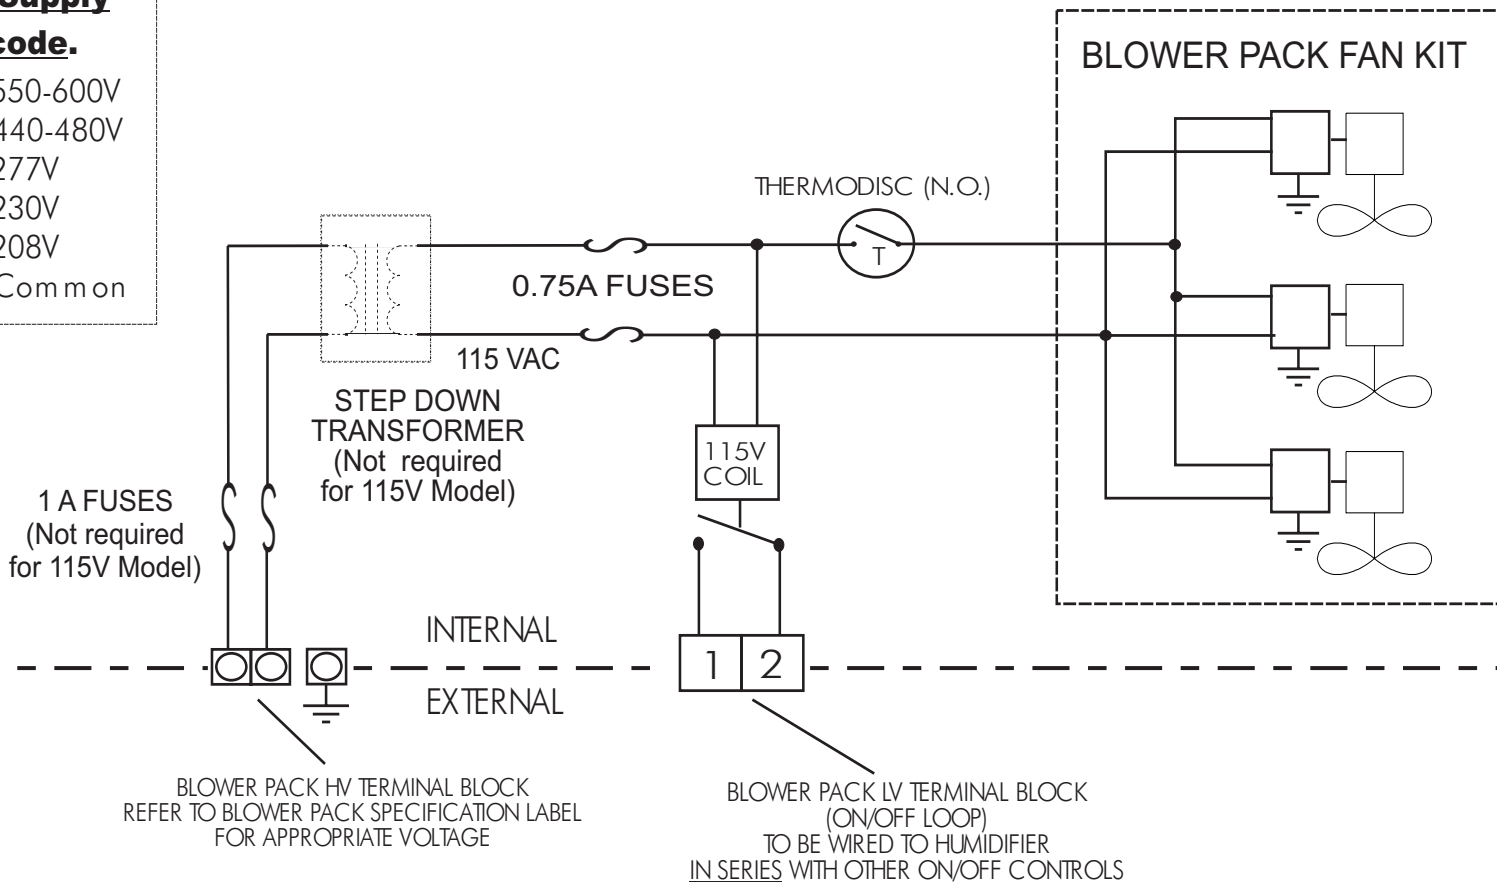 Supply
code.
550-600V
440-480V
277V
230V
208V
Common
BLOWER PACK FAN KIT
THERMODISC (N.O.)
T
0.75A FUSES
115 VAC
STEP DOWN
TRANSFORMER
(Not required
for 115V Model)
115V
COIL
1 A FUSES
(Not required
for 115V Model)
INTERNAL
1 2
EXTERNAL
BLOWER PACK HV TERMINAL BLOCK
REFER TO BLOWER PACK SPECIFICATION LABEL
FOR APPROPRIATE VOLTAGE
BLOWER PACK LV TERMINAL BLOCK
(ON/OFF LOOP)
TO BE WIRED TO HUMIDIFIER
IN SERIES WITH OTHER ON/OFF CONTROLS